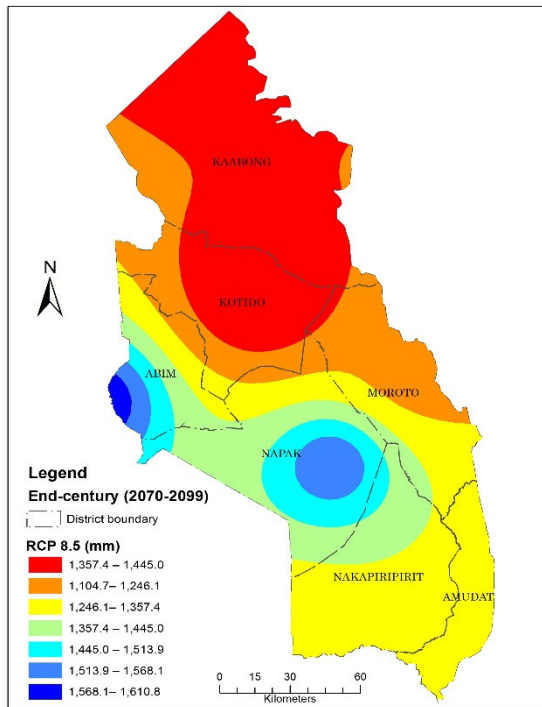 KAABONG
N
KOTIDO
ABIM
MOROTO
NAPAK
Legend
End-century (2070-2099)
District boundary
RCP 8.5 (mm)
1,357.4 – 1,445.0
1,104.7– 1,246.1
1,246.1– 1,357.4
1,357.4 – 1,445.0
1,445.0 – 1,513.9
1,513.9– 1,568.1
1,568.1– 1,610.8
NAKAPIRIPIRIT
AMUDAT
0 15 30 60
Kilometers